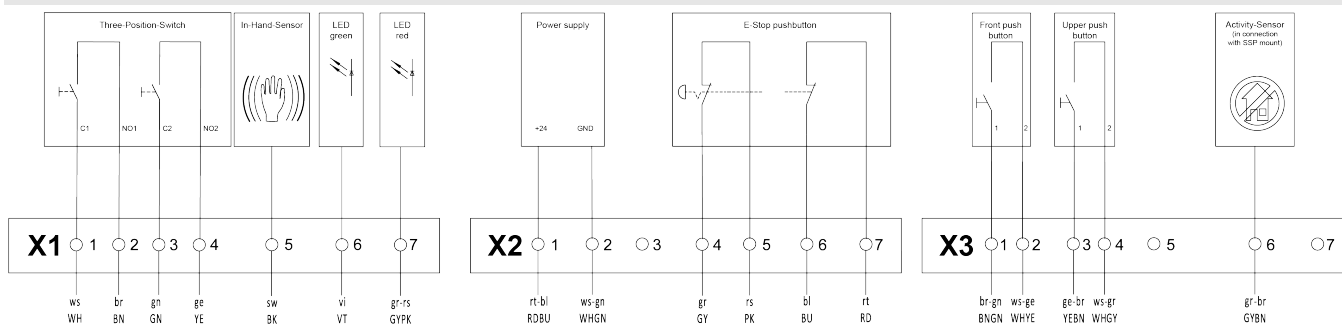 Three-Position-Switch
C1
NO1
C2
NO2
In-Hand-Sensor
LED
green
LED
red
Power supply
+24
GND
E-Stop pushbutton
Front push
button
1
2
Upper push
button
1
2
Activity-Sensor
(in connection
with SSP mount)
X1 1 2 3 4 5 6 7
X2 1 2 3 4 5 6 7
X3 1 2 3 4 5 6 7
ws br gn ge sw vi gr-rs
WH BN GN YE BK VT GYPK
rt-bl ws-gn gr rs bl rt
RDBU WHGN GY PK BU RD
br-gn ws-ge ge-br ws-gr gr-br
BNGN WHYE YEBN WHGY GYBN